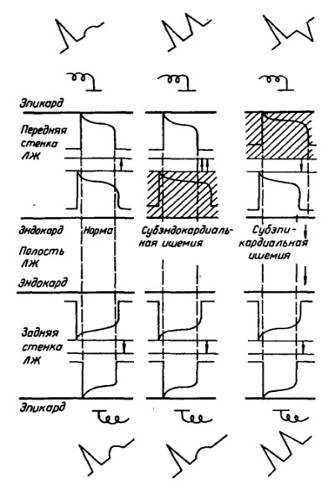 Эпикард
Передняя
стенка
ЛЖ
Эндокард
Норма
Субэндокардиаль-
ная ишемия
Субэпи-
кардиальная
ишемия
Полость
ЛЖ
Эндокард
Задняя
стенка
ЛЖ
Эпикард